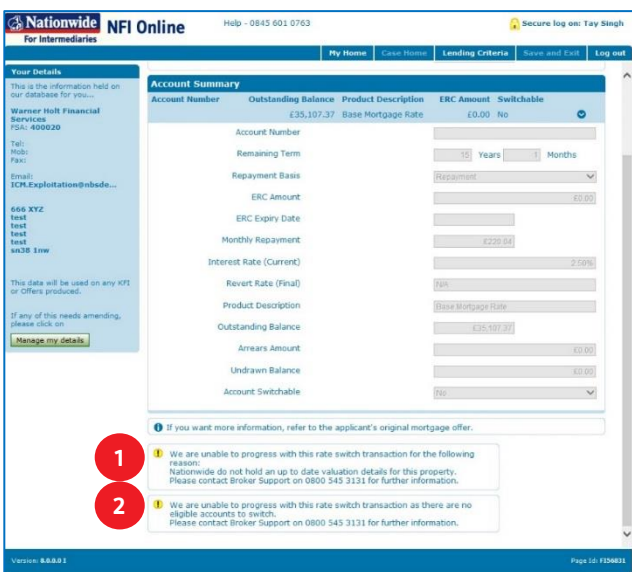 Nationwide
For Intermediaries
NFI Online
Help - 0845 601 0763
Secure log on: Tay Singh
My Home Case Home Lending Criteria Save and Exit Log out
Your Details
This is the information held on
our database for you...
Warner Holt Financial
Services
FSA: 400020
Tel:
Mob:
Fax:
Email:
ICM.Exploitation@nbsde...
666 XYZ
test
test
test
test
sn38 1nw
This data will be used on any KFI
or Offers produced.
If any of this needs amending,
please click on
Manage my details
Account Summary
Account Number Outstanding Balance Product Description ERC Amount Switchable
£35,107.37 Base Mortgage Rate £0.00 No
Account Number
Remaining Term 15 Years 1 Months
Repayment Basis Repayment
ERC Amount £0.00
ERC Expiry Date
Monthly Repayment £220.04
Interest Rate (Current) 2.50%
Revert Rate (Final) N/A
Product Description Base Mortgage Rate
Outstanding Balance £35,107.37
Arrears Amount £0.00
Undrawn Balance £0.00
Account Switchable No
If you want more information, refer to the applicant's original mortgage offer.
1
We are unable to progress with this rate switch transaction for the following
reason:
Nationwide do not hold an up to date valuation details for this property.
Please contact Broker Support on 0800 545 3131 for further information.
2
We are unable to progress with this rate switch transaction as there are no
eligible accounts to switch.
Please contact Broker Support on 0800 545 3131 for further information.
Version: 8.0.0.0 1
Page Id: FI56031